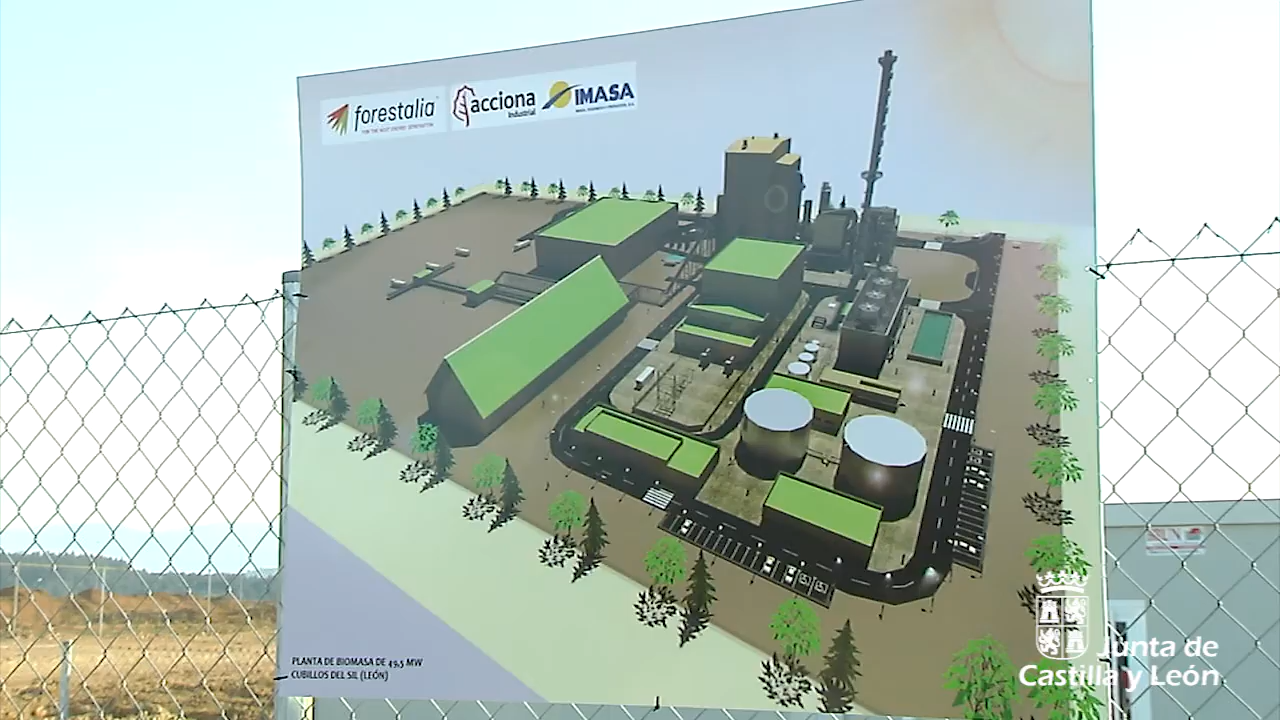 forestalia
FOR THE NEXT ENERGY GENERATION
acciona
Industrial
IMASA
PLANTA DE BIOMASA DE 49,5 MW
CUBILLOS DEL SIL (LEÓN)
Junta de
Castilla y León